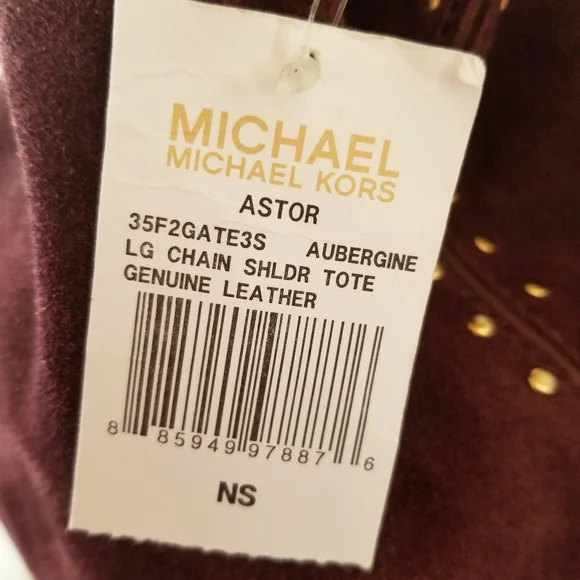 MICHAEL
MICHAEL KORS
ASTOR
35F2GATE3S AUBERGINE
LG CHAIN SHLDR TOTE
GENUINE LEATHER
8 85949 97887 6
NS